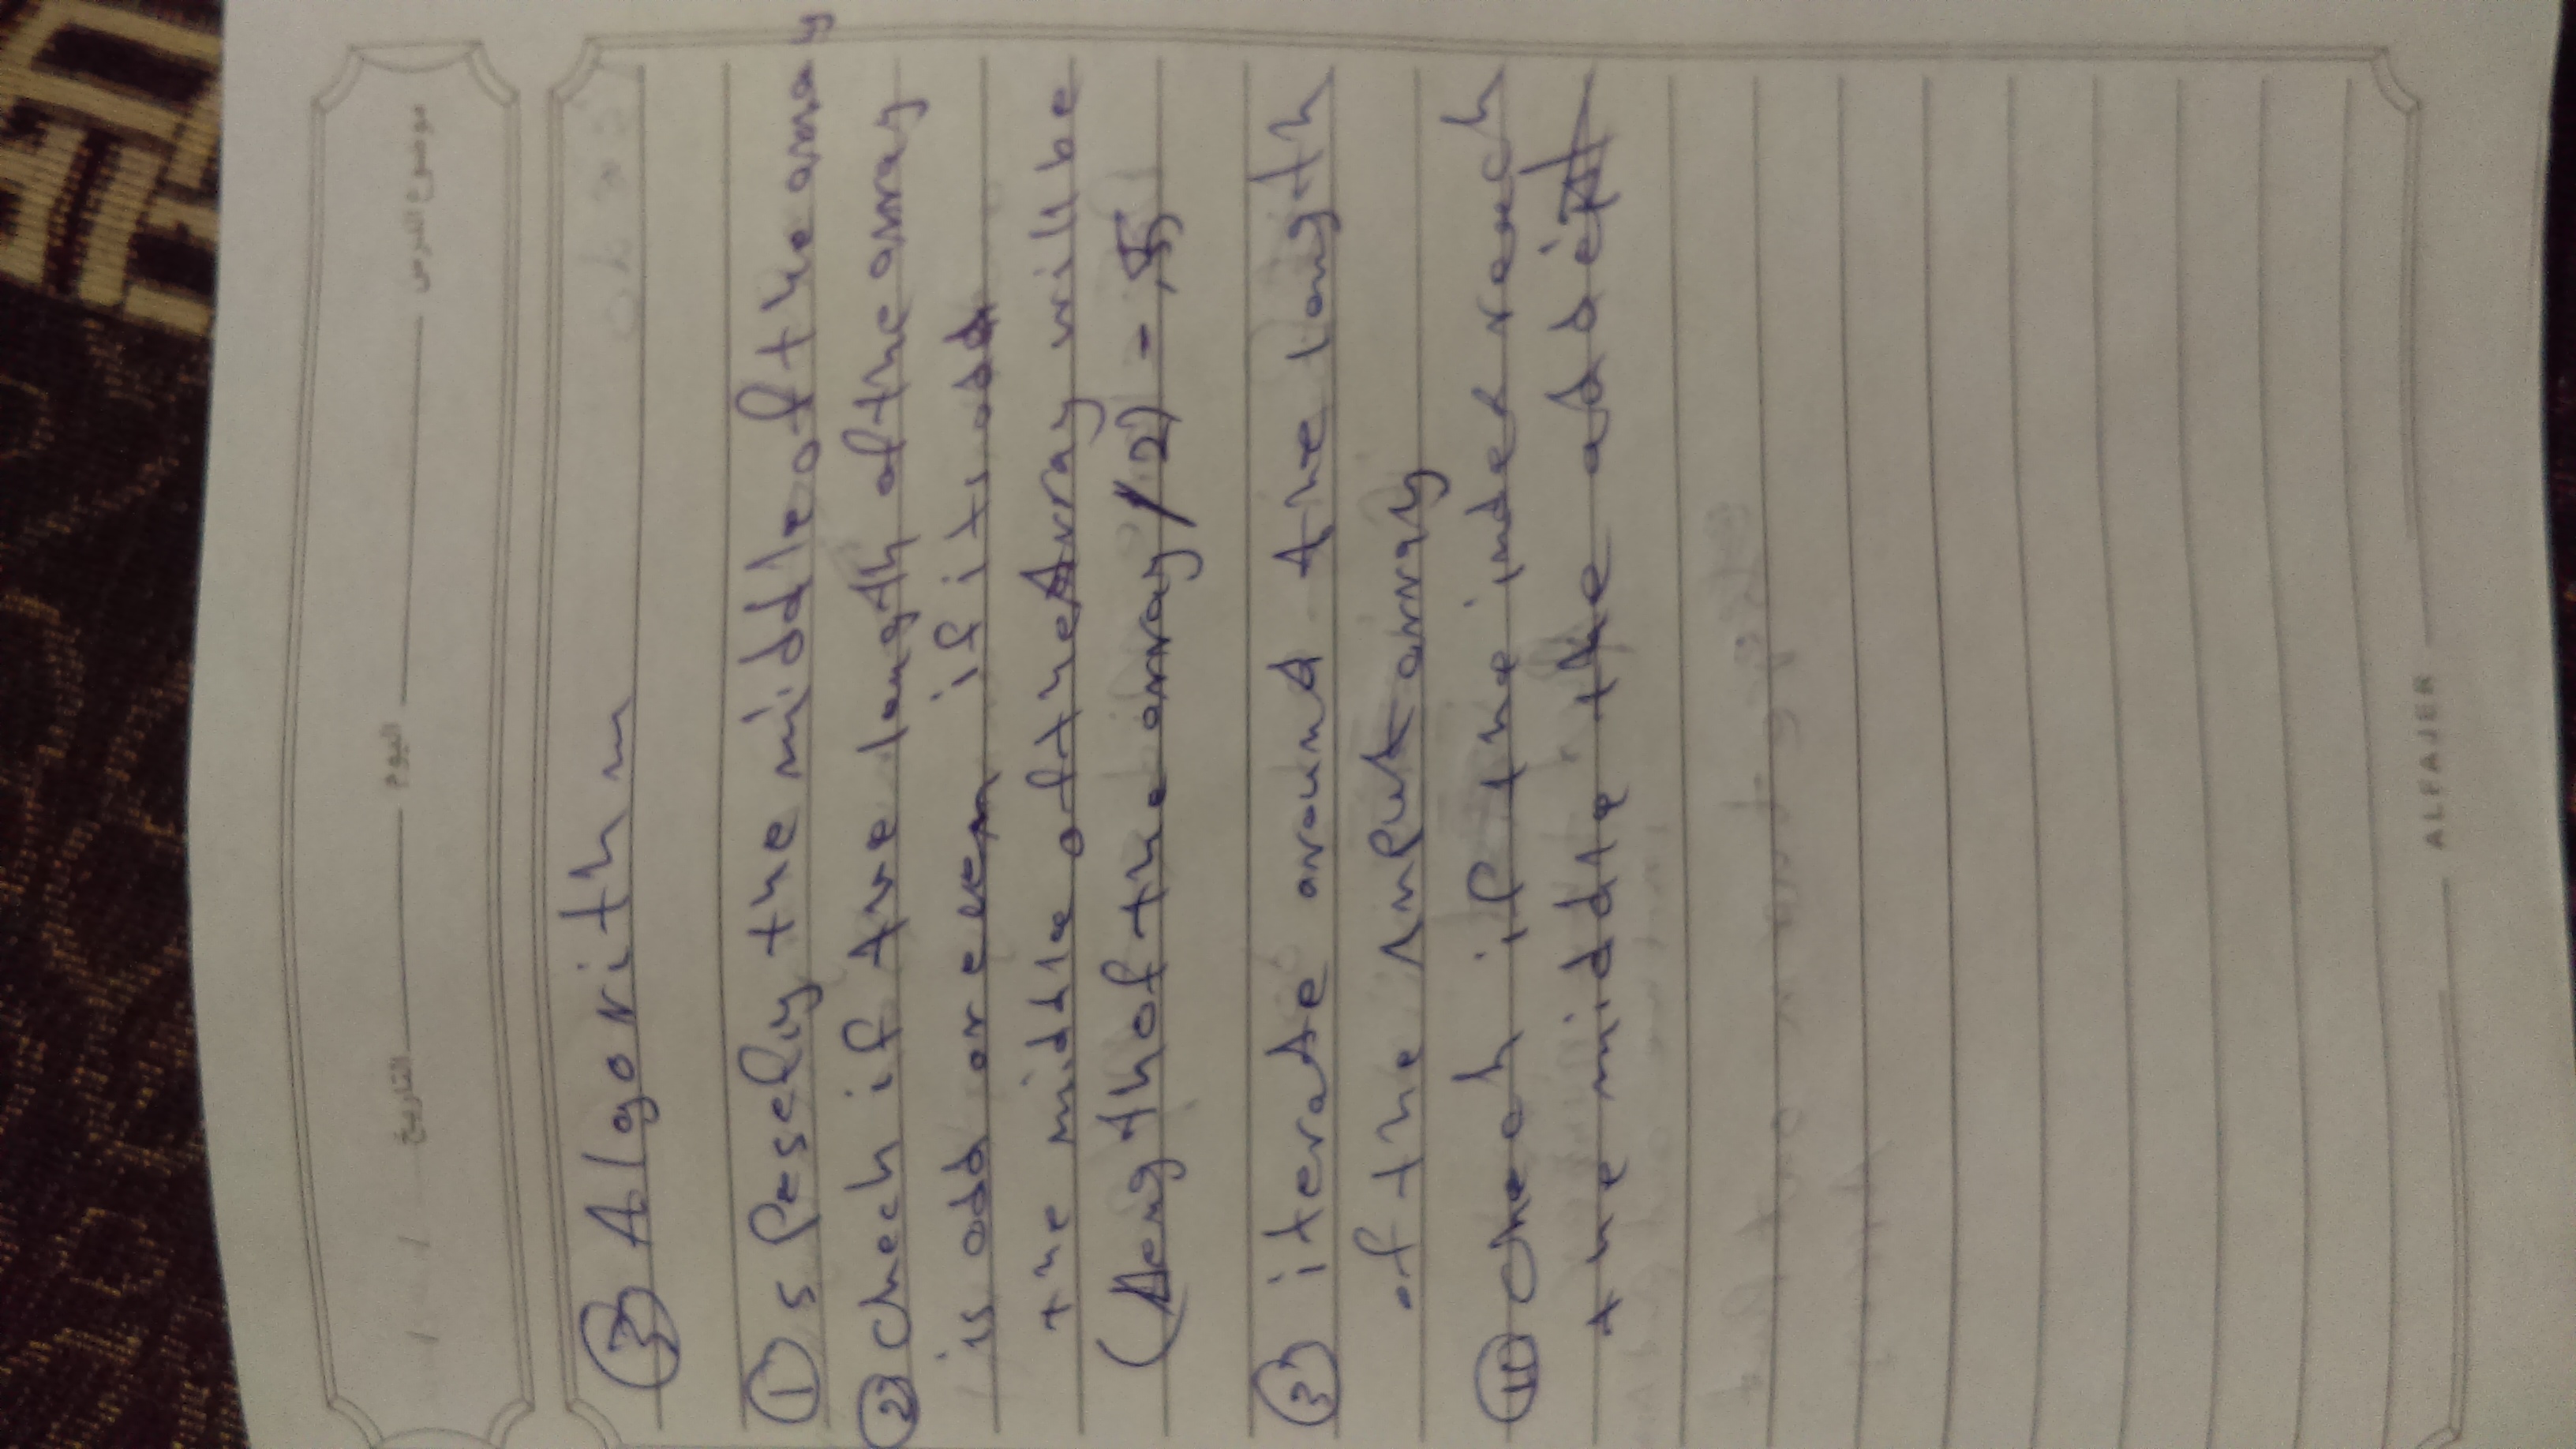 موضوع الدرس اليوم التاريخ / /
③ Algorithm
① spesefiy the middle of the array
② check if the length of the array
is odd or even if it odd
the middle of the Array will be
(length of the array / 2) - .5
③ iterate around the length
of the input array
④ check if the index reach
the middle the add it
ALFAJER